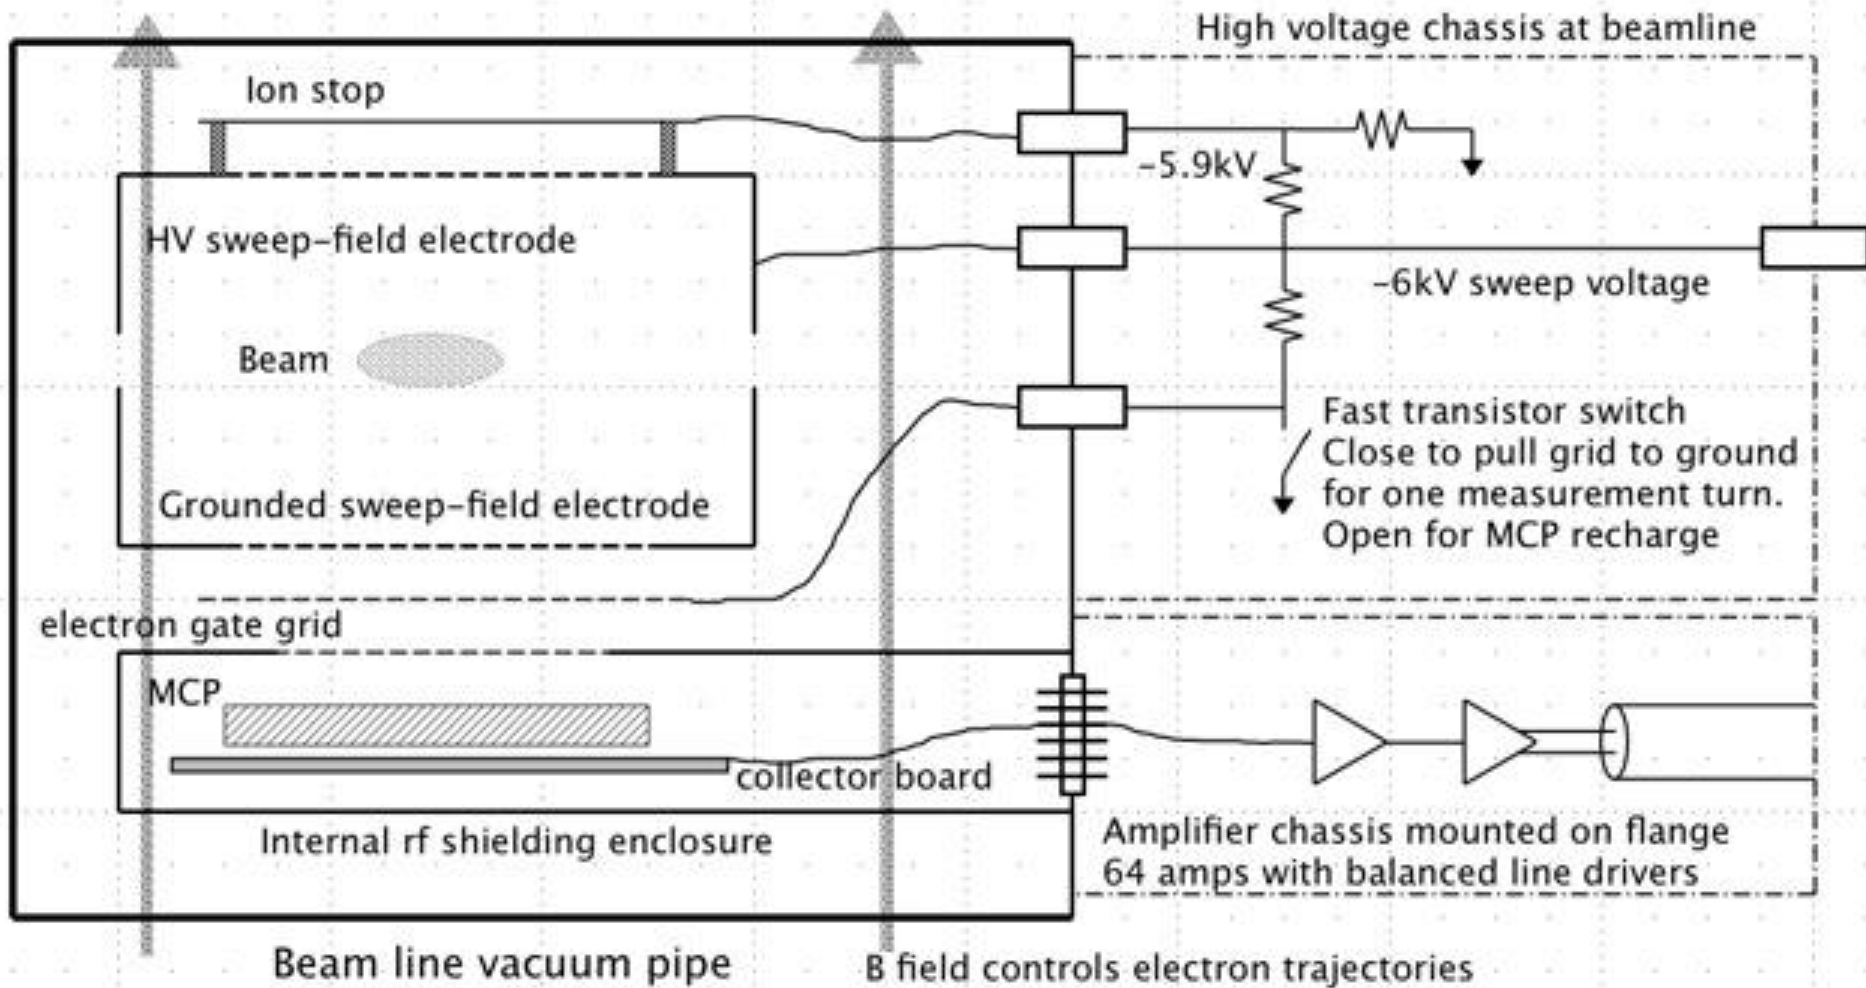 High voltage chassis at beamline
Ion stop
-5.9kV
HV sweep-field electrode
-6kV sweep voltage
Beam
Fast transistor switch
Close to pull grid to ground
for one measurement turn.
Open for MCP recharge
Grounded sweep-field electrode
electron gate grid
MCP
collector board
Internal rf shielding enclosure
Amplifier chassis mounted on flange
64 amps with balanced line drivers
Beam line vacuum pipe
B field controls electron trajectories